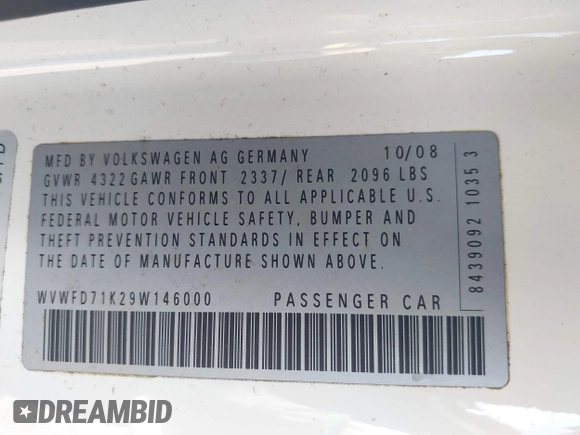 MFD BY VOLKSWAGEN AG GERMANY 10/08
GVWR 4322 GAWR FRONT 2337/ REAR 2096 LBS
THIS VEHICLE CONFORMS TO ALL APPLICABLE U.S.
FEDERAL MOTOR VEHICLE SAFETY, BUMPER AND
THEFT PREVENTION STANDARDS IN EFFECT ON
THE DATE OF MANUFACTURE SHOWN ABOVE.
WVWFD71K29W146000 PASSENGER CAR
8439092 1035 3
DREAMBID